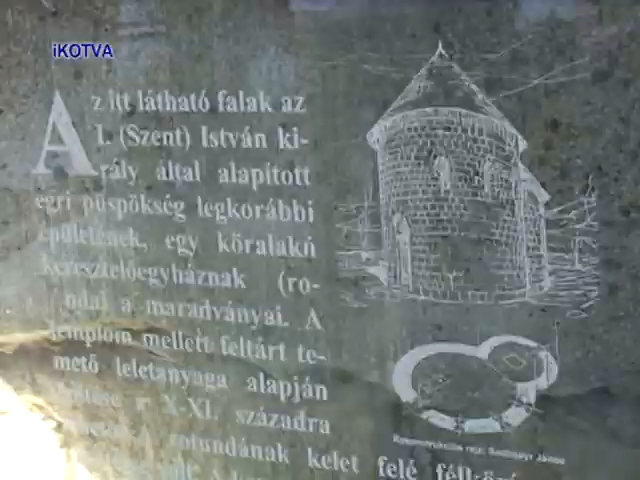 iKOTVA
Az itt látható falak az
I. (Szent) István ki-
rály által alapított
egri püspökség legkorábbi
épületének, egy köralakú
keresztelőegyháznak (ro-
a maradványai. A
templom mellett feltárt te-
mető leletanyaga alapján
X-XI. századra
rotundának kelet felé